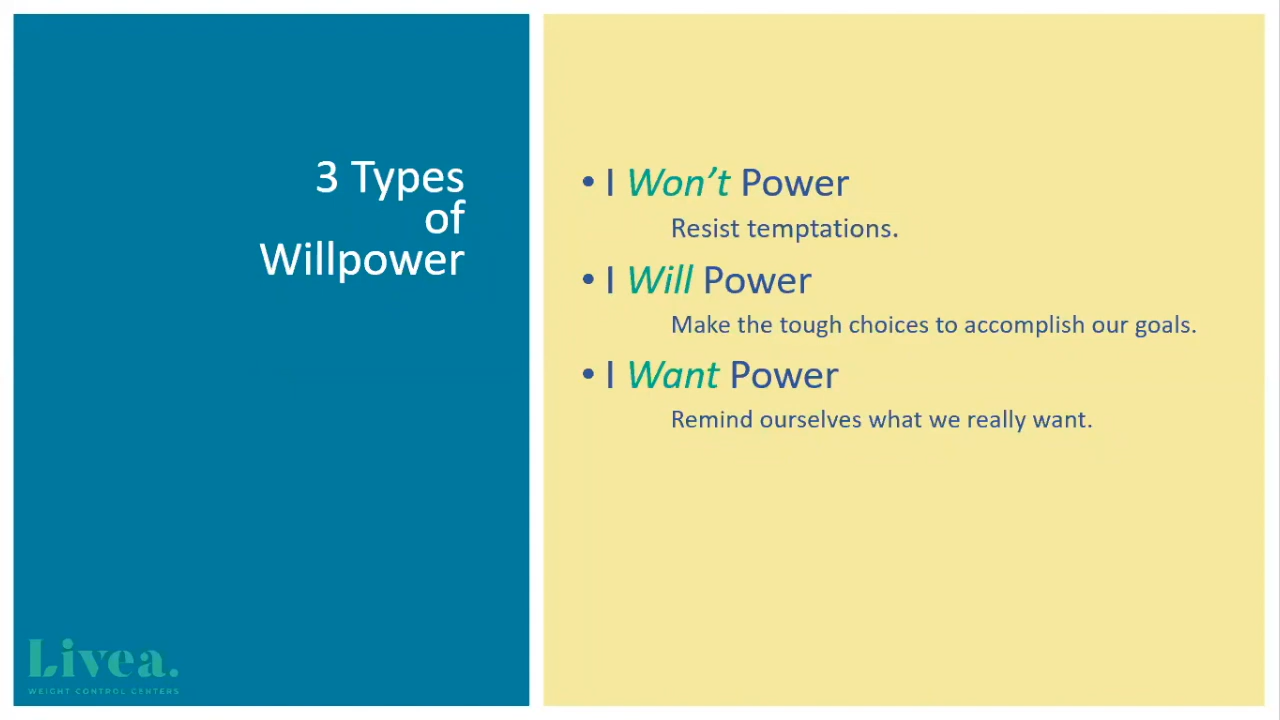 3 Types
of
Willpower
• I Won’t Power
Resist temptations.
• I Will Power
Make the tough choices to accomplish our goals.
• I Want Power
Remind ourselves what we really want.
Livea.
WEIGHT CONTROL CENTERS